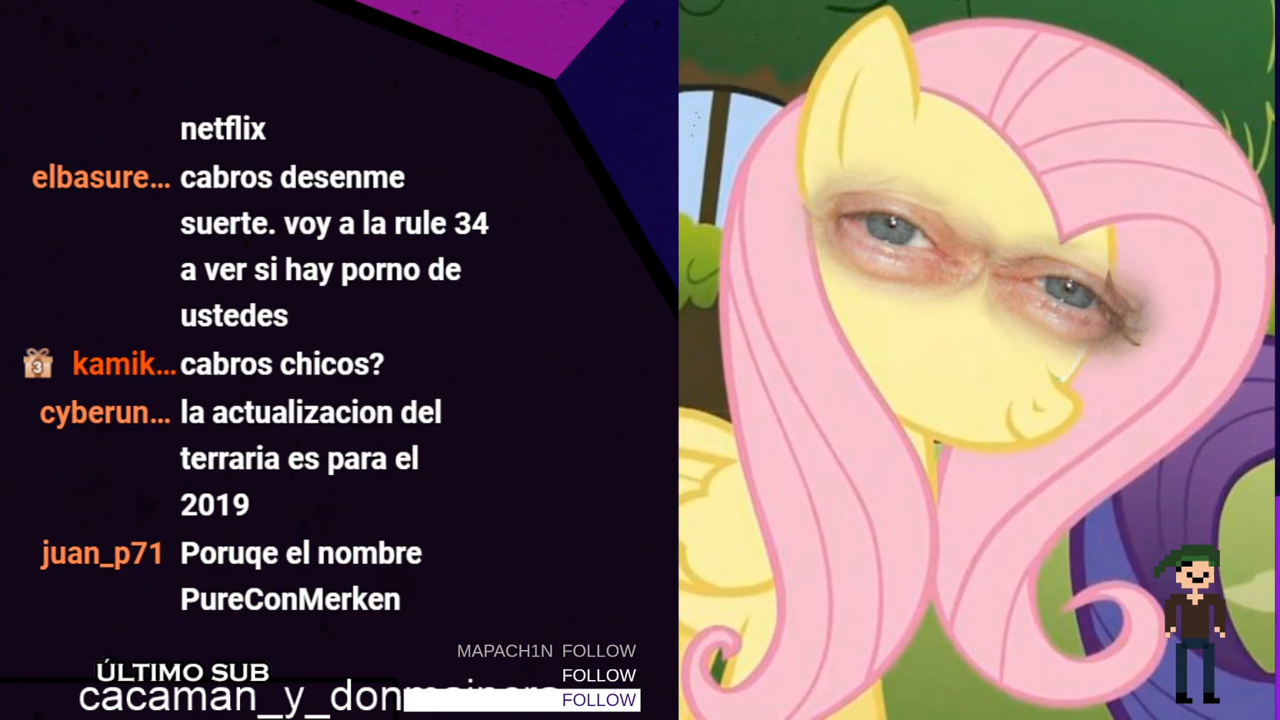 netflix
elbasure... cabros desenme
suerte. voy a la rule 34
a ver si hay porno de
ustedes
3 kamik... cabros chicos?
cyberun... la actualizacion del
terraria es para el
2019
juan_p71 Poruqe el nombre
PureConMerken
MAPACH1N FOLLOW
ÚLTIMO SUB
FOLLOW
cacaman_y_don
FOLLOW